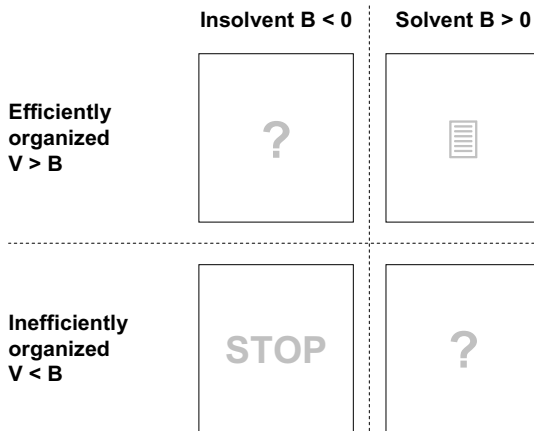 Insolvent B < 0 Solvent B > 0
Efficiently
organized
V > B
?
Inefficiently
organized
V < B
STOP ?